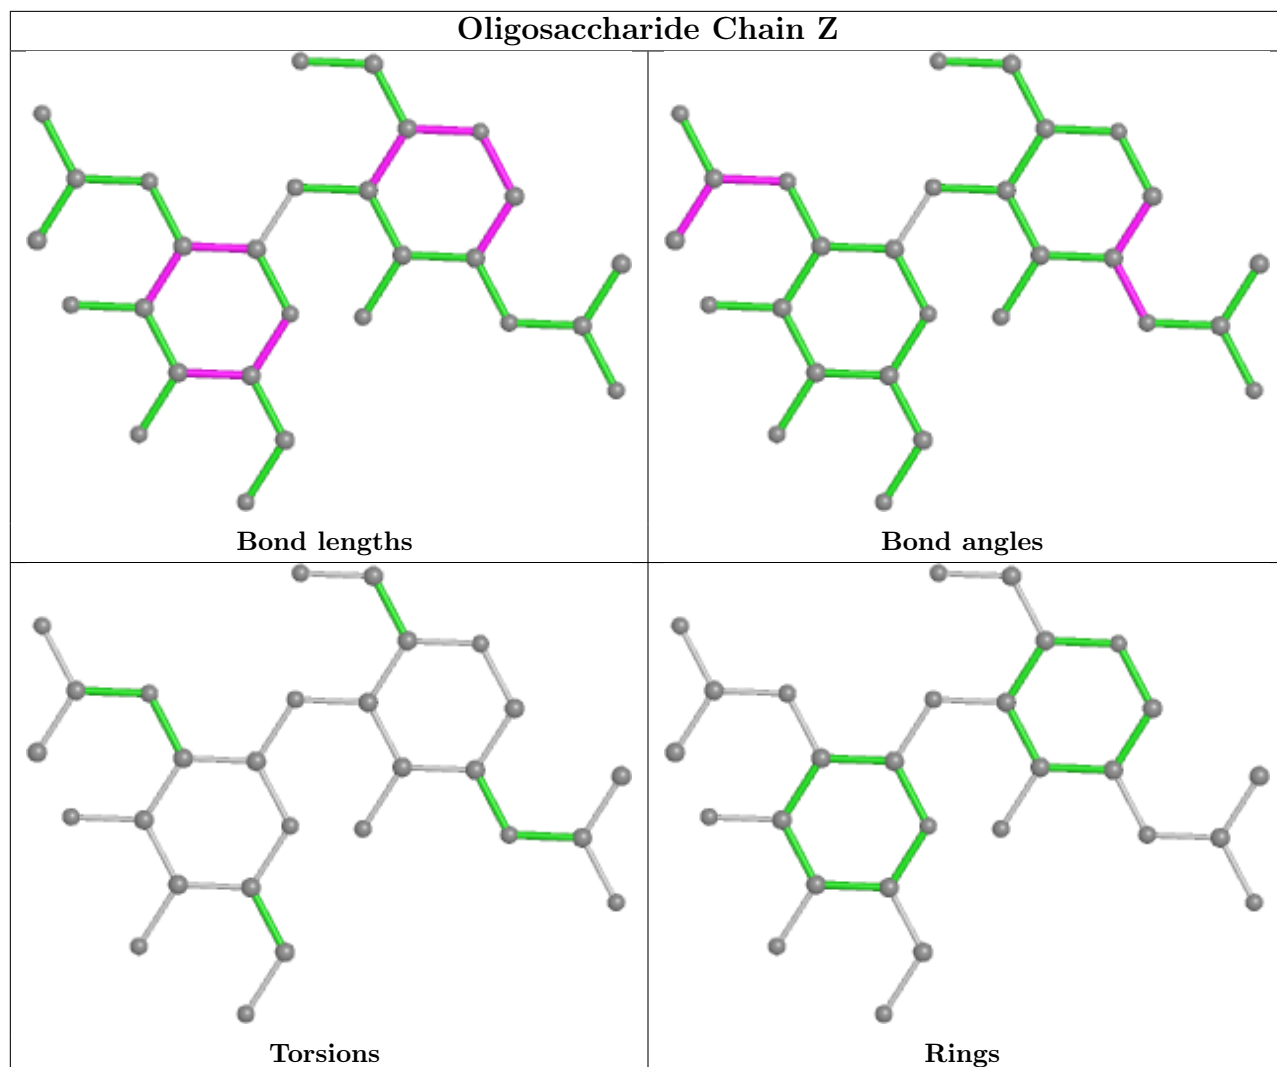 Oligosaccharide Chain Z
Bond lengths
Bond angles
Torsions
Rings